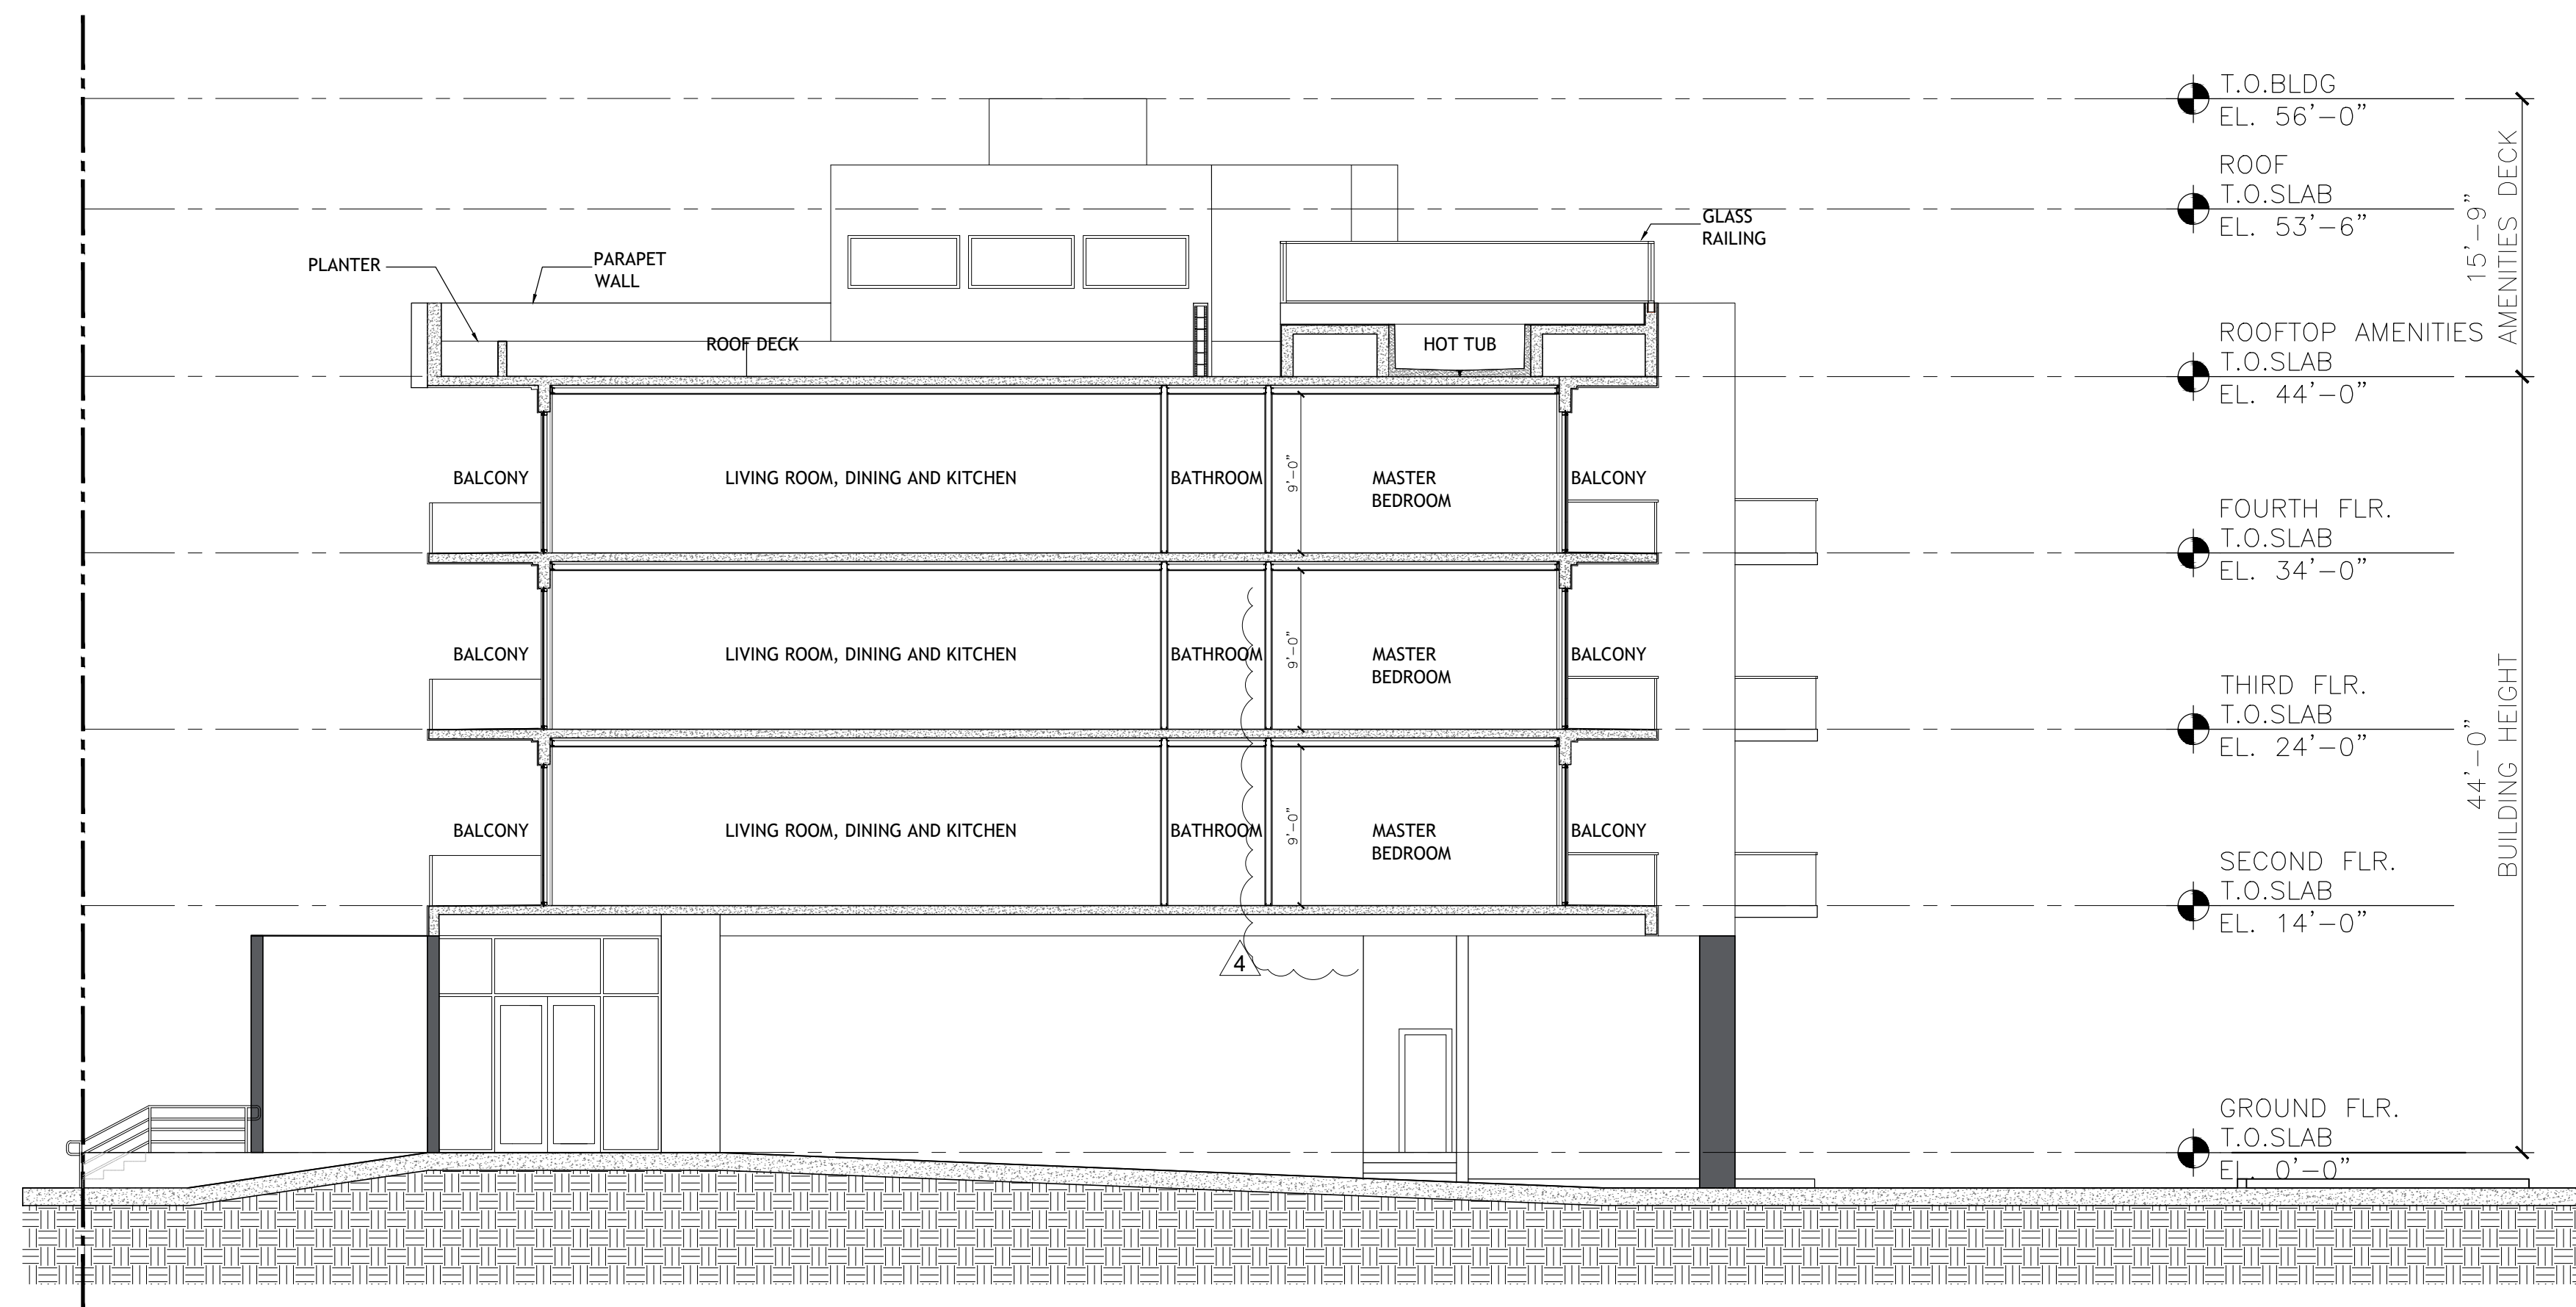 T.O.BLDG
EL. 56'-0"
ROOF
T.O.SLAB
EL. 53'-6"
15'-9"
AMENITIES DECK
GLASS
RAILING
PLANTER
PARAPET
WALL
ROOF DECK
HOT TUB
ROOFTOP AMENITIES
T.O.SLAB
EL. 44'-0"
BALCONY
LIVING ROOM, DINING AND KITCHEN
BATHROOM
9'-0"
MASTER
BEDROOM
BALCONY
FOURTH FLR.
T.O.SLAB
EL. 34'-0"
BALCONY
LIVING ROOM, DINING AND KITCHEN
BATHROOM
9'-0"
MASTER
BEDROOM
BALCONY
THIRD FLR.
T.O.SLAB
EL. 24'-0"
44'-0"
BUILDING HEIGHT
BALCONY
LIVING ROOM, DINING AND KITCHEN
BATHROOM
9'-0"
MASTER
BEDROOM
BALCONY
SECOND FLR.
T.O.SLAB
EL. 14'-0"
4
GROUND FLR.
T.O.SLAB
EL. 0'-0"